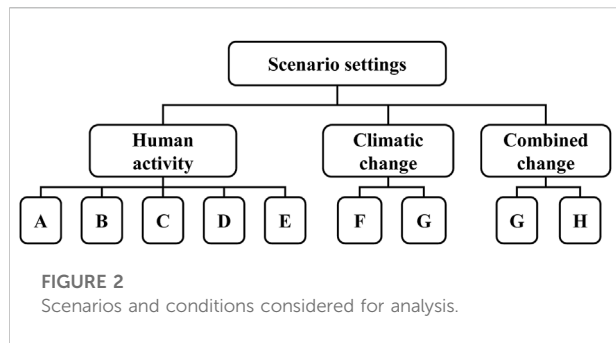 Scenario settings
Human
activity
Climatic
change
Combined
change
A B C D E F G G H
FIGURE 2
Scenarios and conditions considered for analysis.